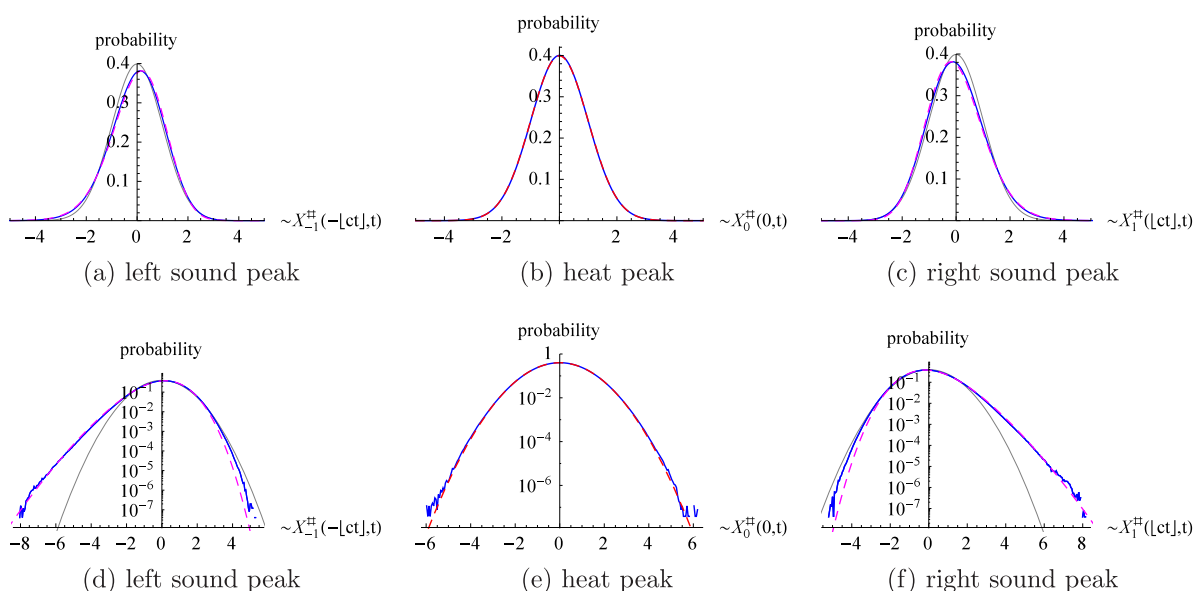 probability
0.4
0.3
0.2
0.1
−4 −2 0 2 4
~X♯−1(−⌊ct⌋,t)
(a) left sound peak
probability
0.4
0.3
0.2
0.1
−4 −2 0 2 4
~X♯0(0,t)
(b) heat peak
probability
0.4
0.3
0.2
0.1
−4 −2 0 2 4
~X♯1(⌊ct⌋,t)
(c) right sound peak
probability
10−1
10−2
10−3
10−4
10−5
10−6
10−7
−8 −6 −4 −2 0 2 4
~X♯−1(−⌊ct⌋,t)
(d) left sound peak
probability
1
10−2
10−4
10−6
−6 −4 −2 0 2 4 6
~X♯0(0,t)
(e) heat peak
probability
10−1
10−2
10−3
10−4
10−5
10−6
10−7
−4 −2 0 2 4 6 8
~X♯1(⌊ct⌋,t)
(f) right sound peak